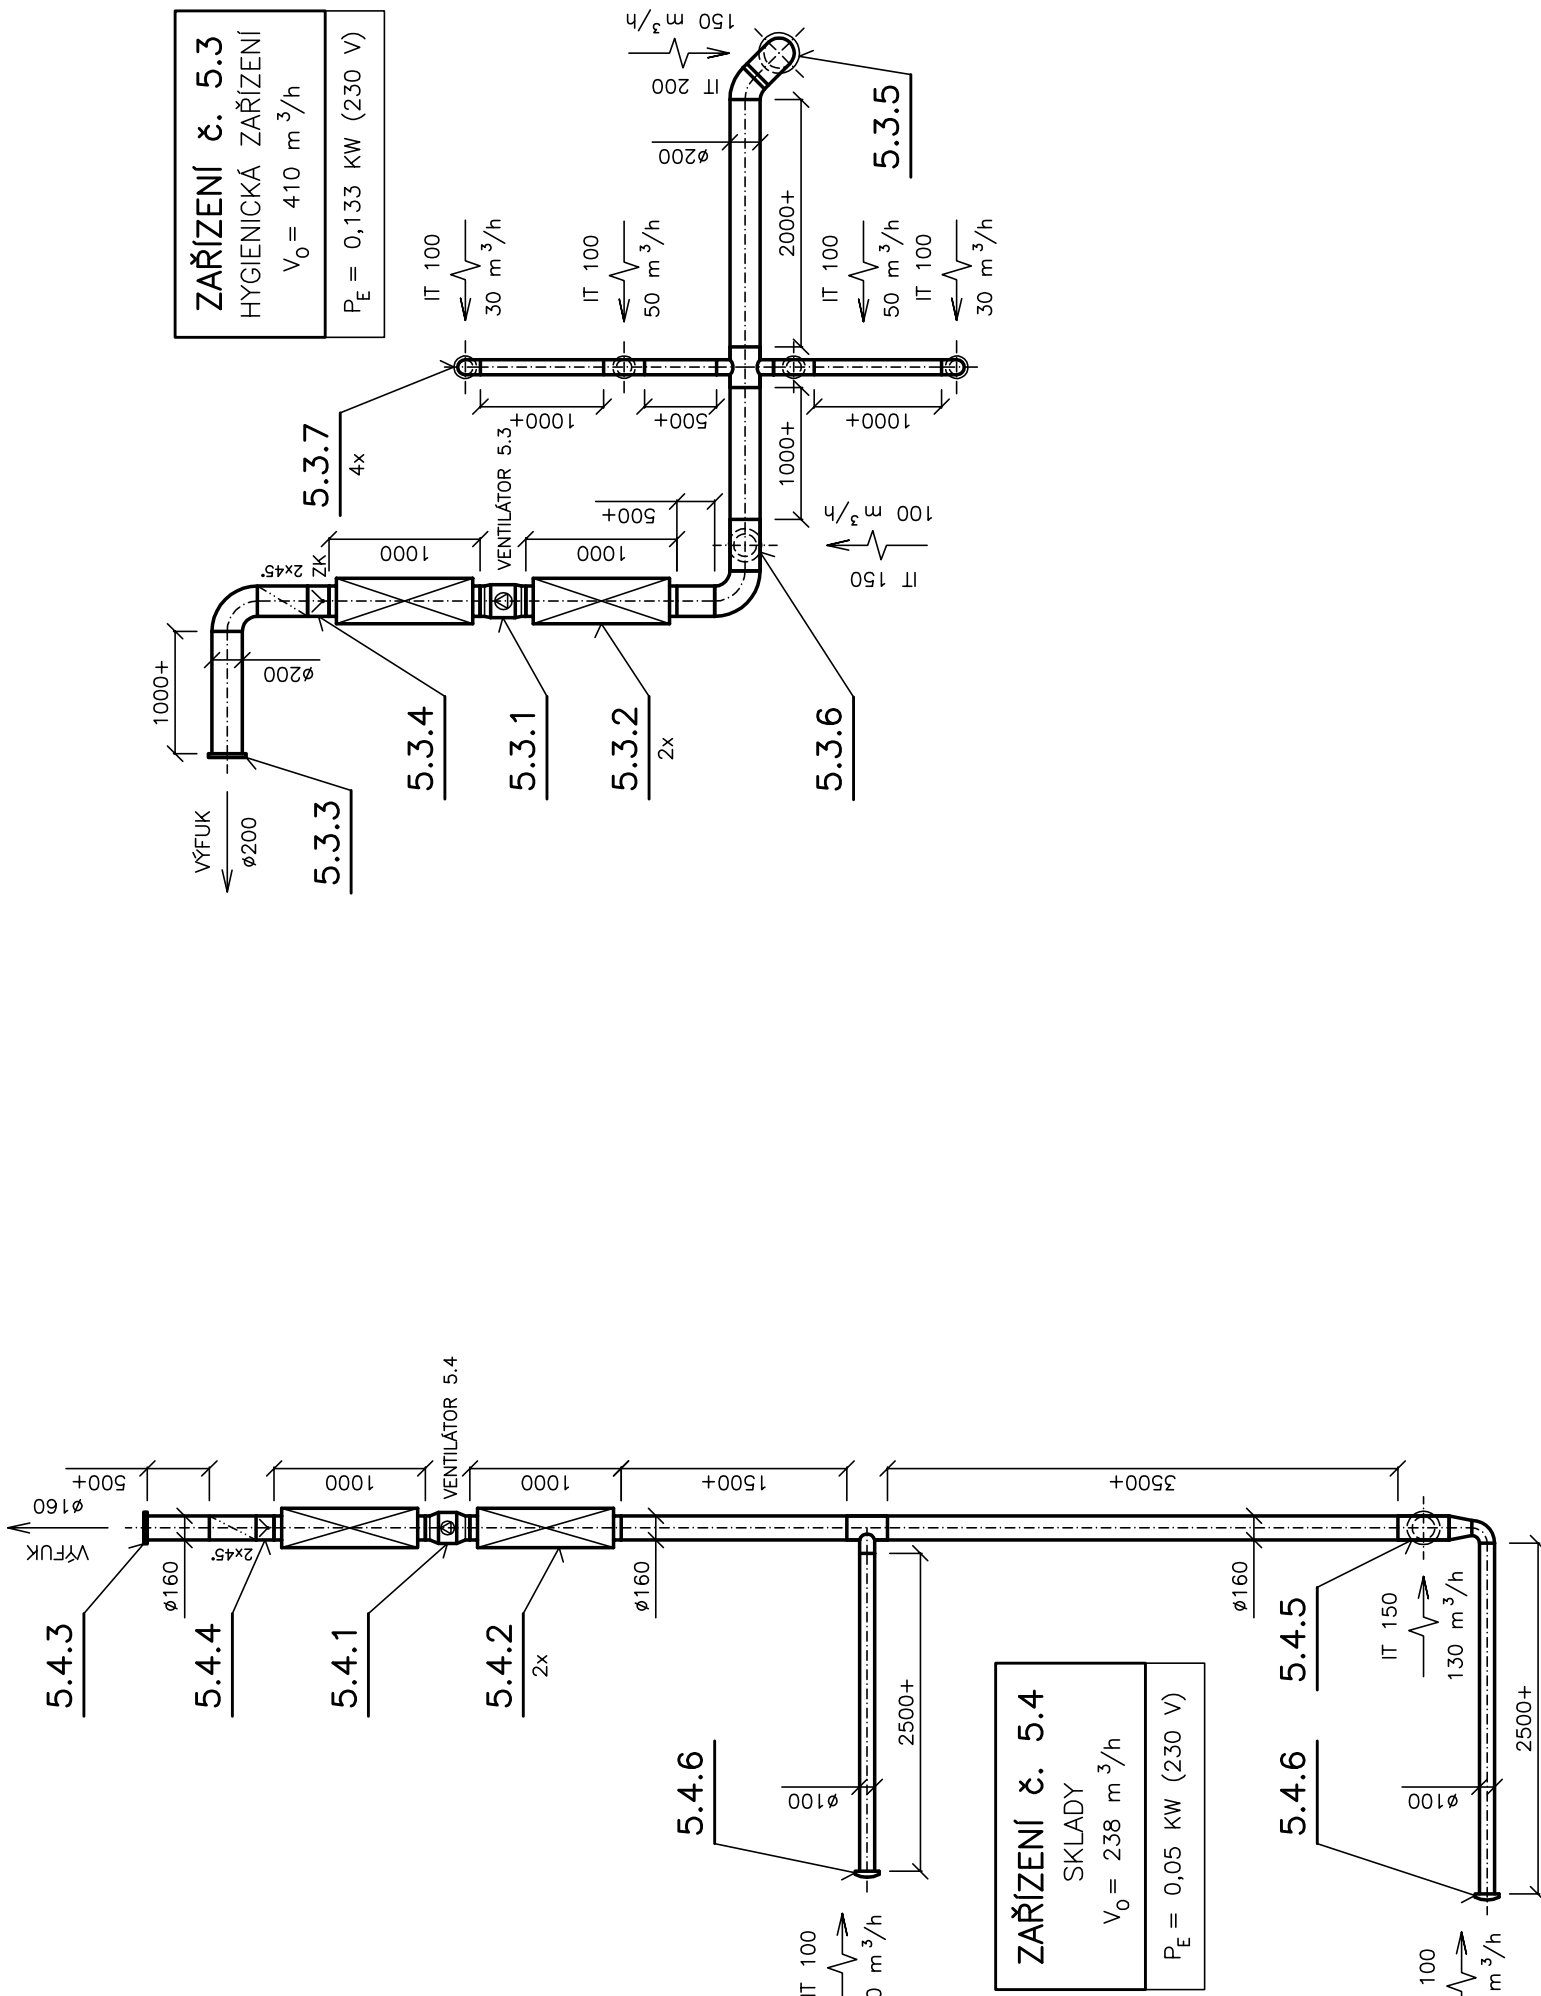 ZAŘÍZENÍ č. 5.3
HYGIENICKÁ ZAŘÍZENÍ
V₀ = 410 m³/h
P_E = 0,133 KW (230 V)
IT 200
150 m³/h
5.3.5
ø200
2000+
IT 100
30 m³/h
IT 100
50 m³/h
IT 100
50 m³/h
IT 100
30 m³/h
5.3.7
4x
1000+
500+
1000+
1000+
VENTILÁTOR 5.3
500+
1000
1000
2x45°
ZK
IT 150
100 m³/h
1000+
ø200
5.3.4
5.3.1
5.3.2
2x
5.3.6
5.3.3
VÝFUK
ø200
VÝFUK
ø160
500+
1000
VENTILÁTOR 5.4
1000
1500+
3500+
ø160
2x45°
ø160
ø160
5.4.3
5.4.4
5.4.1
5.4.2
2x
5.4.5
IT 150
130 m³/h
2500+
ø100
5.4.6
IT 100
m³/h
2500+
ø100
5.4.6
100
m³/h
ZAŘÍZENÍ č. 5.4
SKLADY
V₀ = 238 m³/h
P_E = 0,05 KW (230 V)